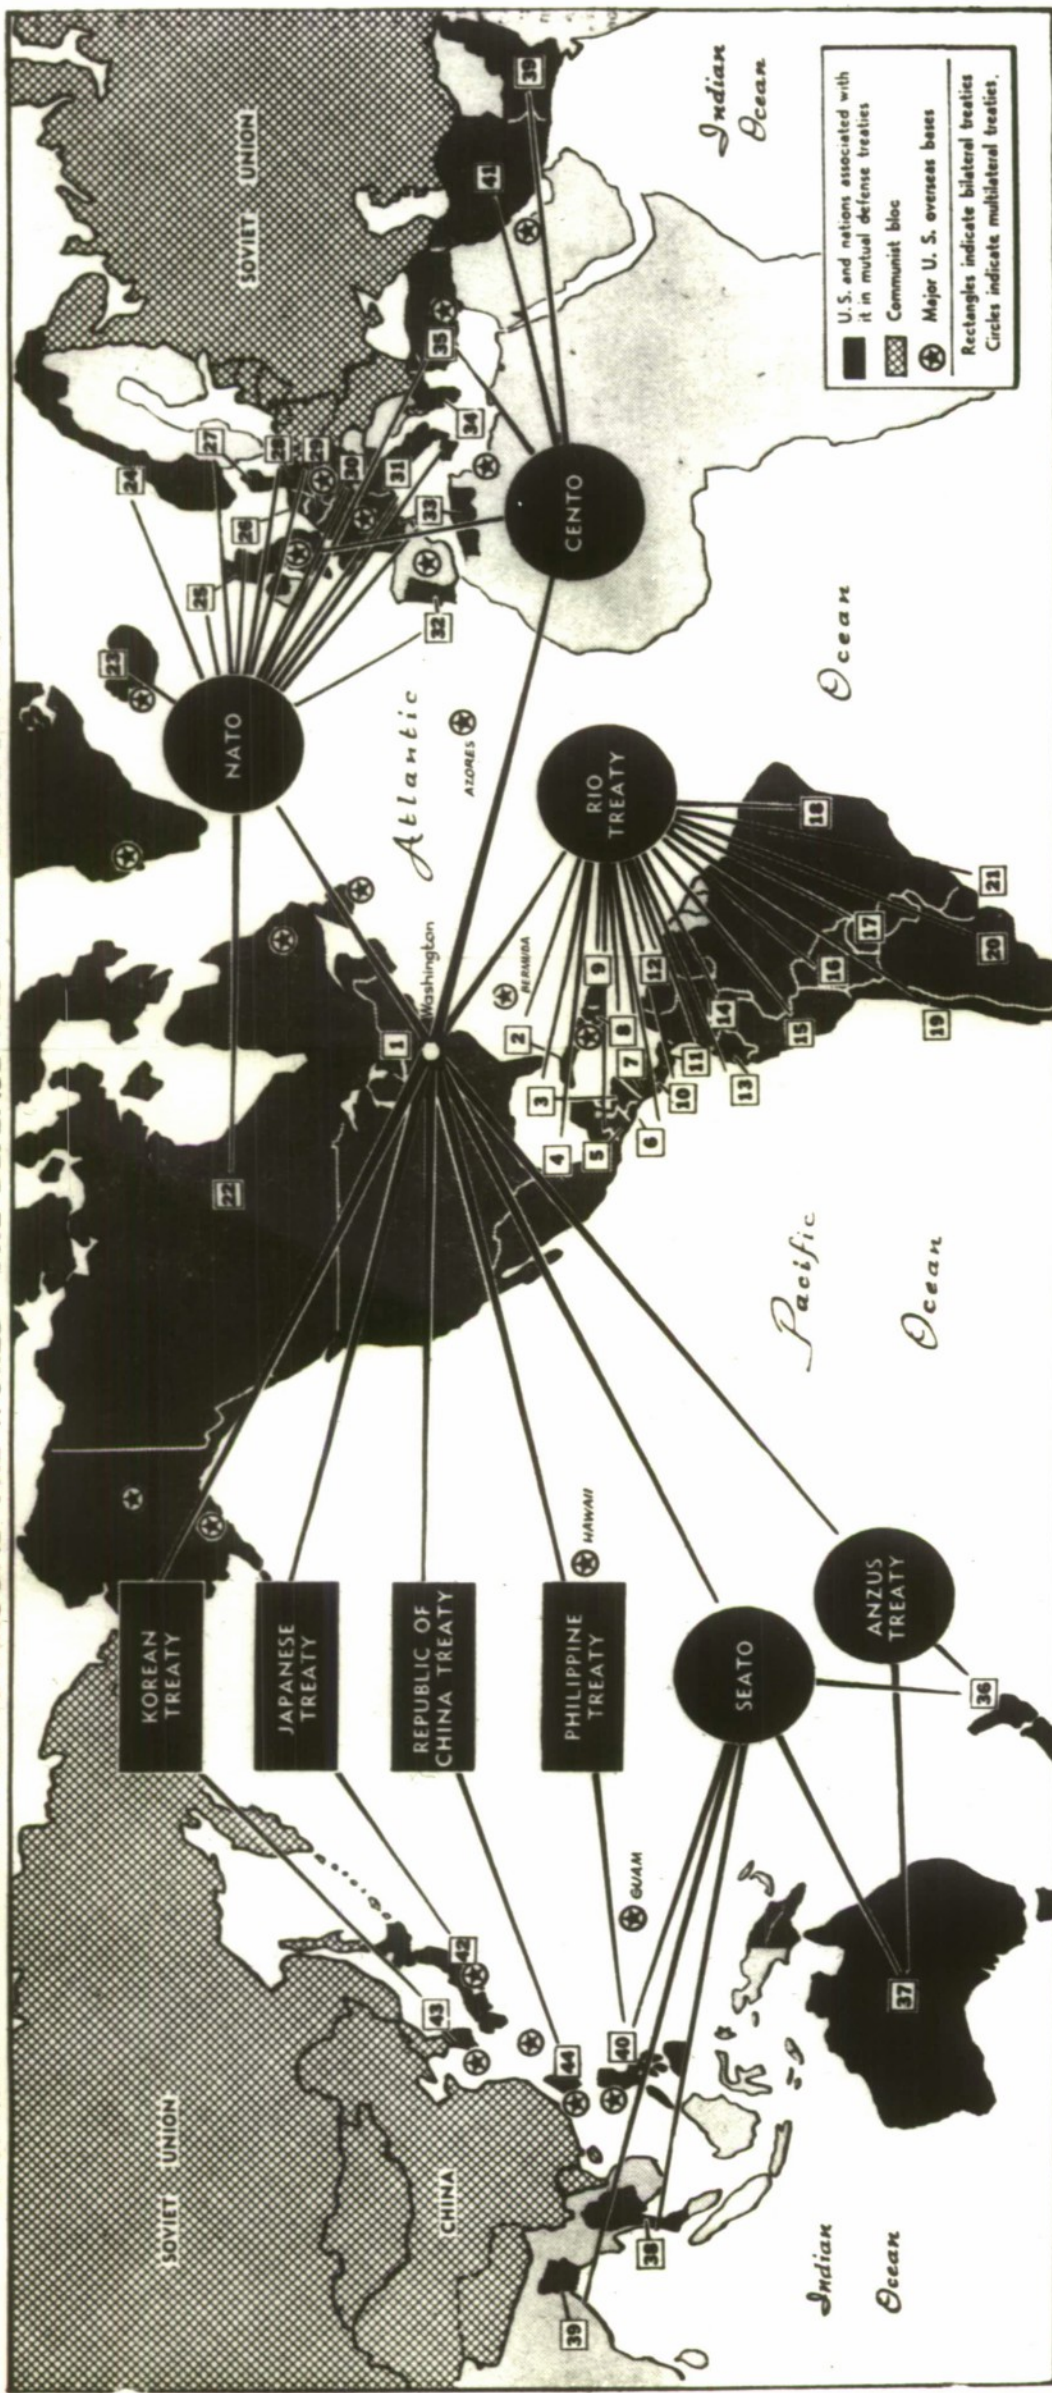 SOVIET UNION
CHINA
KOREAN
TREATY
JAPANESE
TREATY
REPUBLIC OF
CHINA TREATY
PHILIPPINE
TREATY
SEATO
ANZUS
TREATY
HAWAII
GUAM
Indian
Ocean
Pacific
Ocean
39
38
40
44
43
42
37
36
22
1
Washington
NATO
Atlantic
Ocean
AZORES
BERMUDA
RIO
TREATY
2
3
4
5
6
7
8
9
10
11
12
13
14
15
16
17
18
19
20
21
23
24
25
26
27
28
29
30
31
32
33
34
35
41
39
CENTO
SOVIET UNION
Indian
Ocean
U.S. and nations associated with
it in mutual defense treaties
Communist bloc
Major U. S. overseas bases
Rectangles indicate bilateral treaties
Circles indicate multilateral treaties.